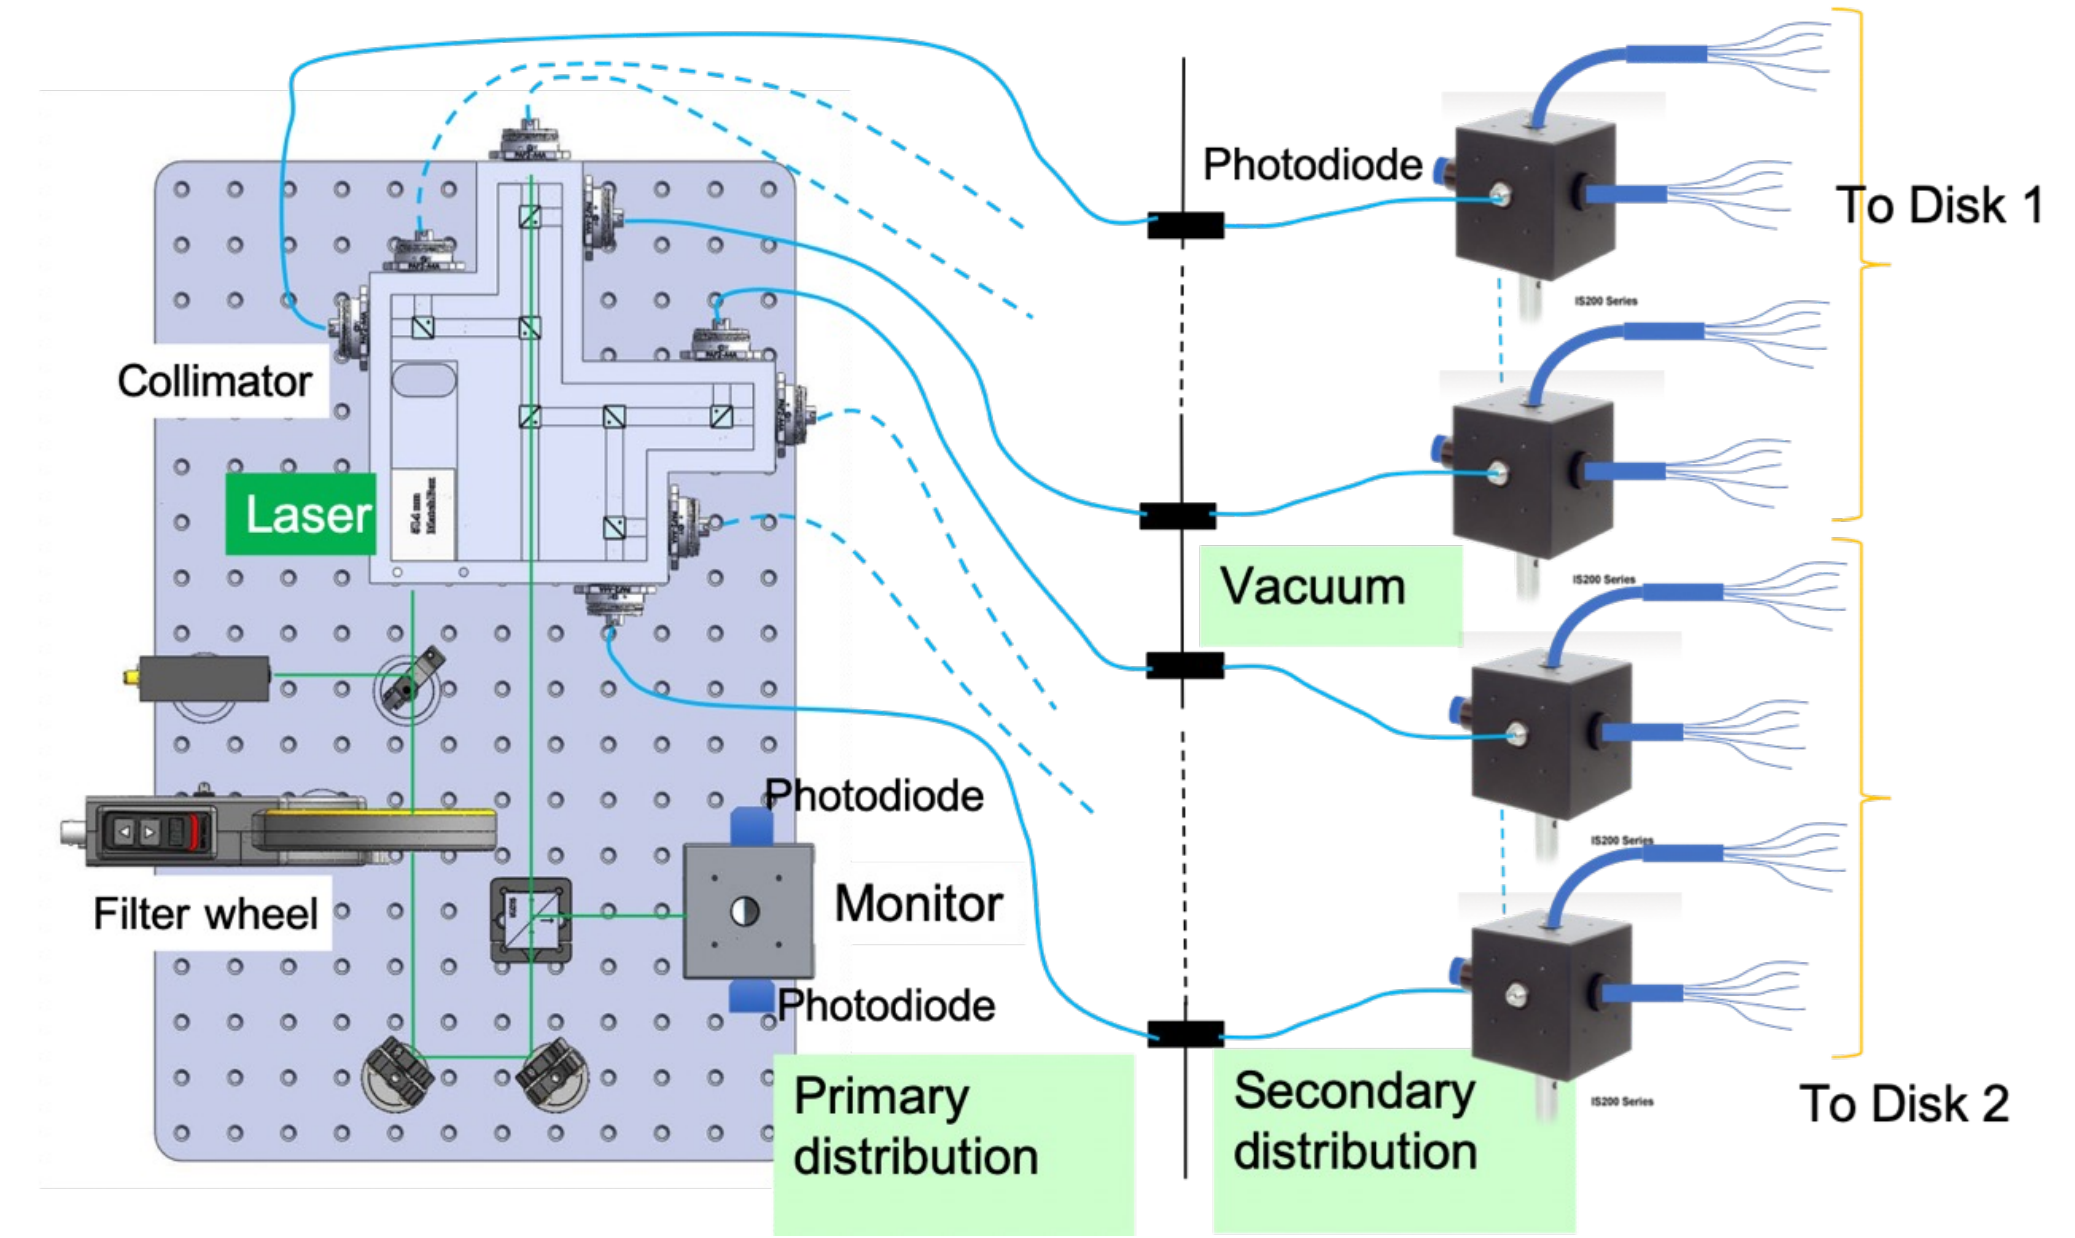 Photodiode
To Disk 1
IS200 Series
Collimator
Laser
Vacuum
IS200 Series
Photodiode
IS200 Series
Filter wheel
Monitor
Photodiode
Primary
distribution
Secondary
distribution
IS200 Series
To Disk 2